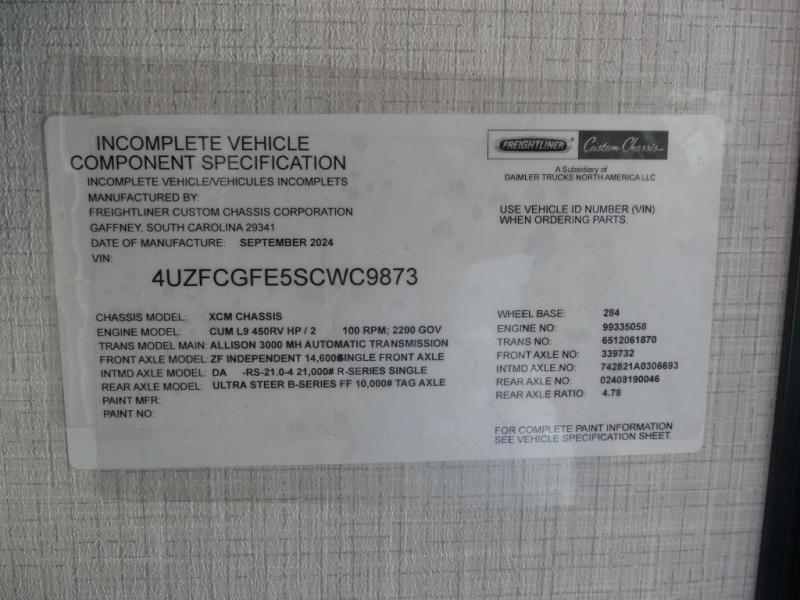 INCOMPLETE VEHICLE
COMPONENT SPECIFICATION
INCOMPLETE VEHICLE/VEHICULES INCOMPLETS
MANUFACTURED BY:
FREIGHTLINER CUSTOM CHASSIS CORPORATION
GAFFNEY, SOUTH CAROLINA 29341
DATE OF MANUFACTURE: SEPTEMBER 2024
VIN:
4UZFCGFE5SCWC9873
FREIGHTLINER Custom Chassis
A Subsidiary of
DAIMLER TRUCKS NORTH AMERICA LLC
USE VEHICLE ID NUMBER (VIN)
WHEN ORDERING PARTS.
CHASSIS MODEL: XCM CHASSIS
ENGINE MODEL: CUM L9 450RV HP / 2 100 RPM; 2200 GOV
TRANS MODEL MAIN: ALLISON 3000 MH AUTOMATIC TRANSMISSION
FRONT AXLE MODEL: ZF INDEPENDENT 14,600# SINGLE FRONT AXLE
INTMD AXLE MODEL: DA -RS-21.0-4 21,000# R-SERIES SINGLE
REAR AXLE MODEL: ULTRA STEER B-SERIES FF 10,000# TAG AXLE
PAINT MFR:
PAINT NO:
WHEEL BASE: 284
ENGINE NO: 99335058
TRANS NO: 6512061870
FRONT AXLE NO: 339732
INTMD AXLE.NO: 742821A0306693
REAR AXLE NO: 02408190046
REAR AXLE RATIO: 4.78
FOR COMPLETE PAINT INFORMATION
SEE VEHICLE SPECIFICATION SHEET.